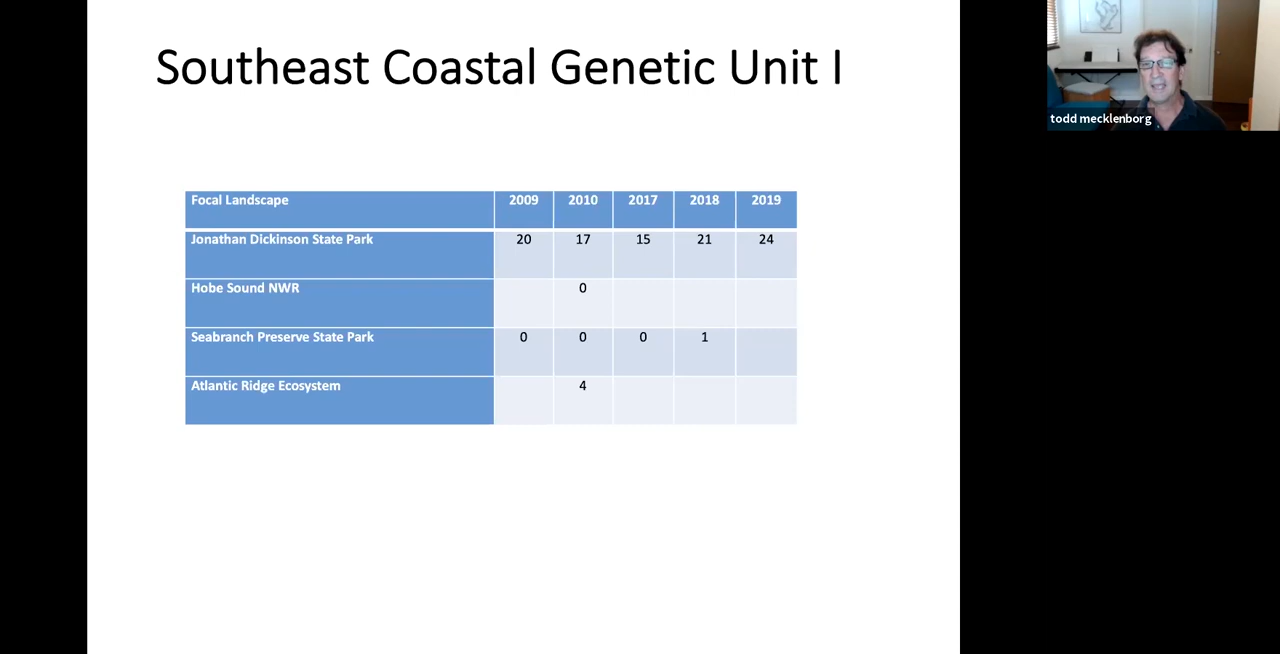 Southeast Coastal Genetic Unit I
todd mecklenborg
Focal Landscape 2009 2010 2017 2018 2019
Jonathan Dickinson State Park 20 17 15 21 24
Hobe Sound NWR 0
Seabranch Preserve State Park 0 0 0 1
Atlantic Ridge Ecosystem 4